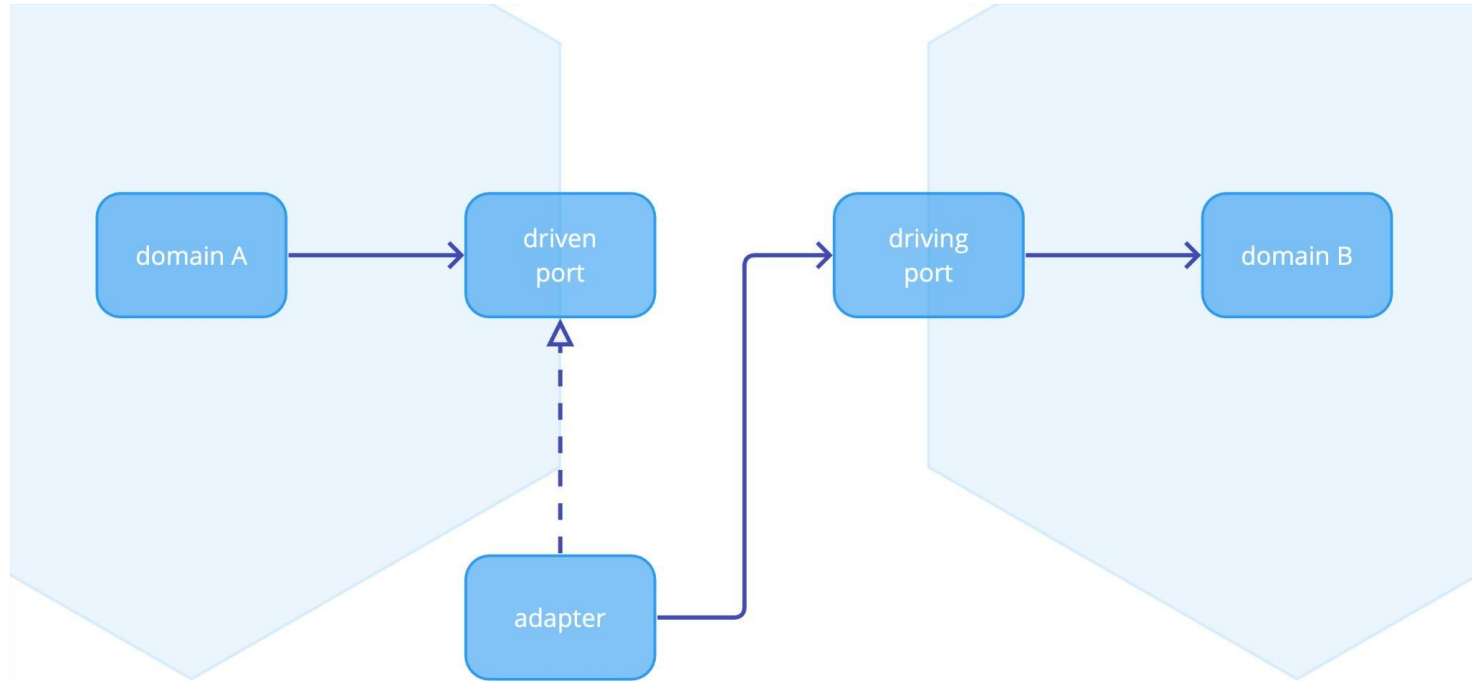 domain A
driven
port
driving
port
domain B
adapter